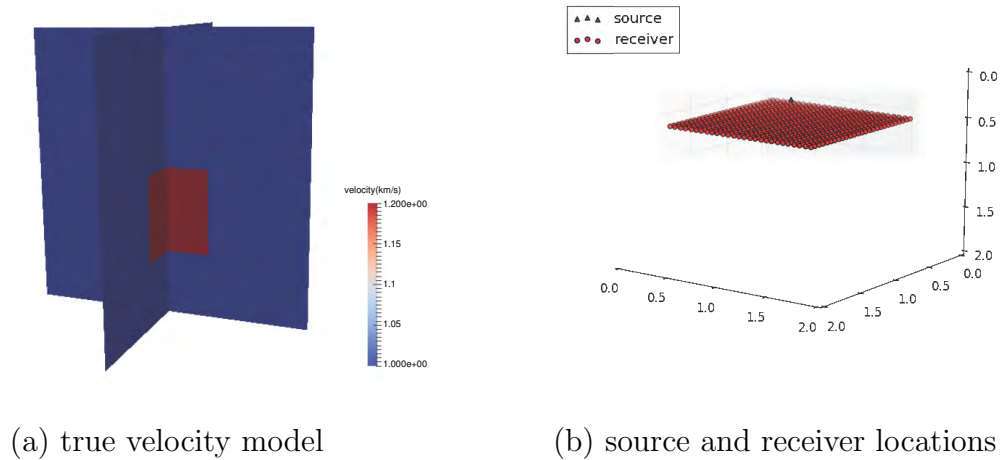 source
receiver
velocity(km/s)
1.200e+00
1.15
1.1
1.05
1.000e+00
0.0
0.5
1.0
1.5
2.0
0.0
0.5
1.0
1.5
2.0
2.0
1.5
1.0
0.5
0.0
(a) true velocity model
(b) source and receiver locations